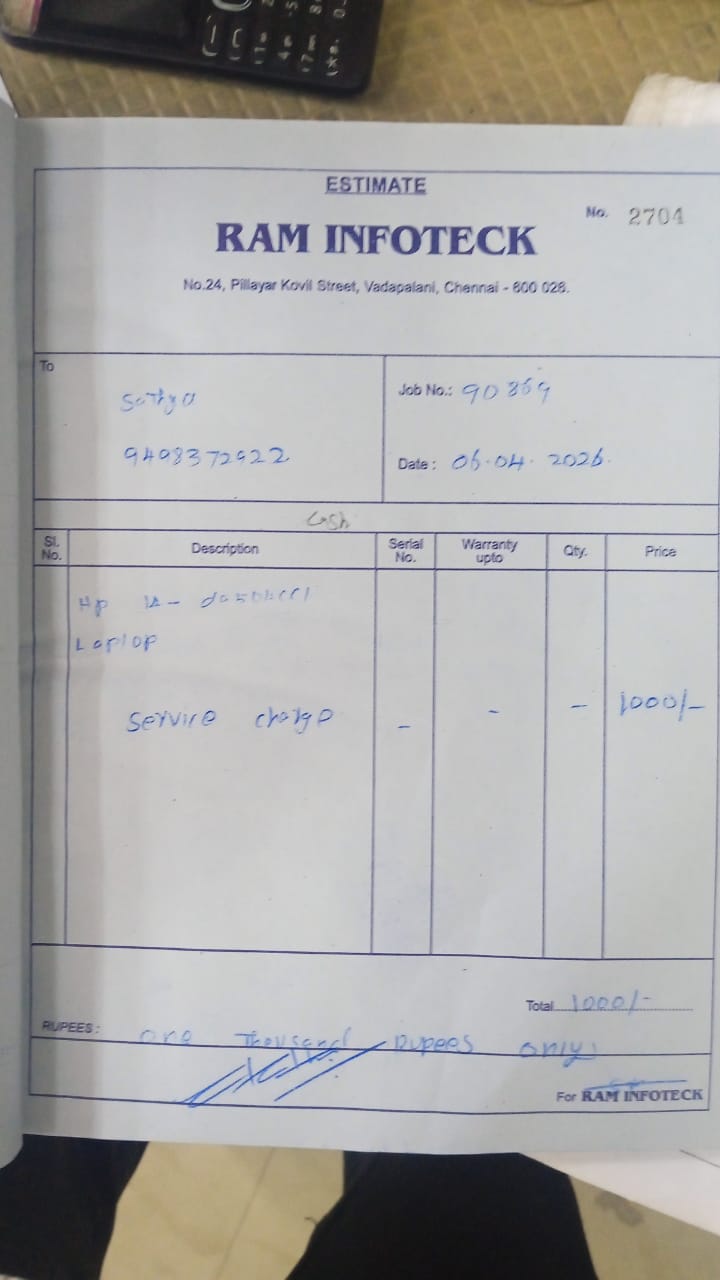 ESTIMATE
No. 2704
RAM INFOTECK
No.24, Pillayar Kovil Street, Vadapalani, Chennai - 600 026.
To
Sathya
9498372922
Job No.: 90869
Date : 06.04.2026.
Cash
Sl. No. Description Serial No. Warranty upto Qty. Price
Hp
Laptop
Service charge - - - 1000/-
Total 1000/-
RUPEES : one Thousand Rupees only
For RAM INFOTECK